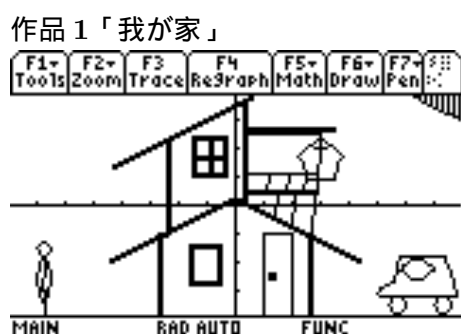 作品1「我が家」
F1 F2 F3 F4 F5 F6 F7
Tools Zoom Trace ReGraph Math Draw Pen
MAIN RAD AUTO FUNC